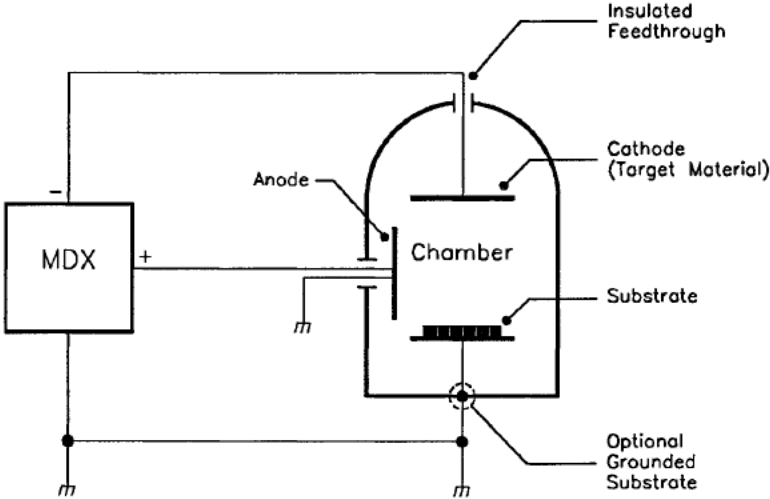 Insulated
Feedthrough
Cathode
(Target Material)
Anode
−
MDX
+
Chamber
Substrate
Optional
Grounded
Substrate